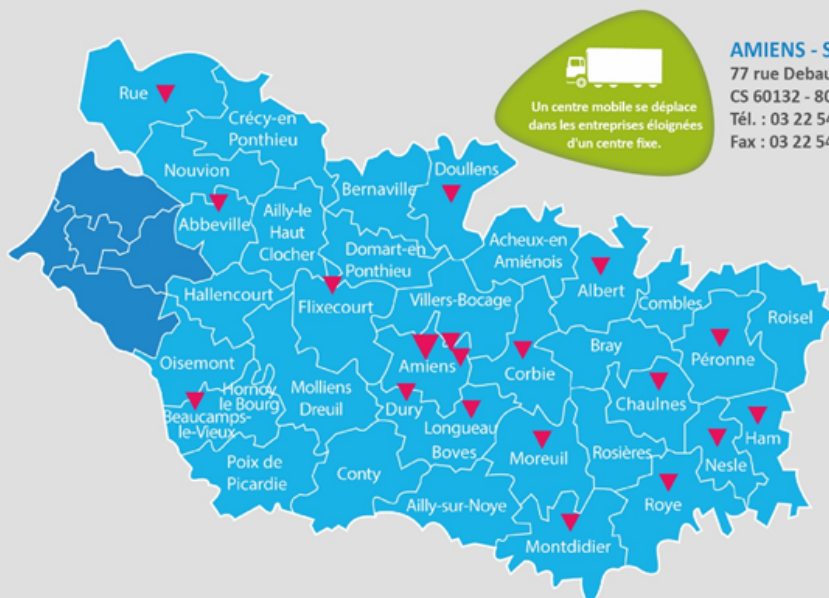 Un centre mobile se déplace
dans les entreprises éloignées
d'un centre fixe.
AMIENS - S
77 rue Debau
CS 60132 - 80
Tél. : 03 22 54
Fax : 03 22 54
Rue
Crécy-en
Ponthieu
Nouvion
Bernaville
Doullens
Abbeville
Ailly-le
Haut
Clocher
Domart-en
Ponthieu
Acheux-en
Amiénois
Albert
Combles
Roisel
Hallencourt
Flixecourt
Villers-Bocage
Bray
Péronne
Oisemont
Amiens
Corbie
Chaulnes
Hornoy
le Bourg
Molliens
Dreuil
Dury
Beaucamps-
le-Vieux
Longueau
Boves
Moreuil
Rosières
Nesle
Ham
Poix de
Picardie
Conty
Ailly-sur-Noye
Roye
Montdidier